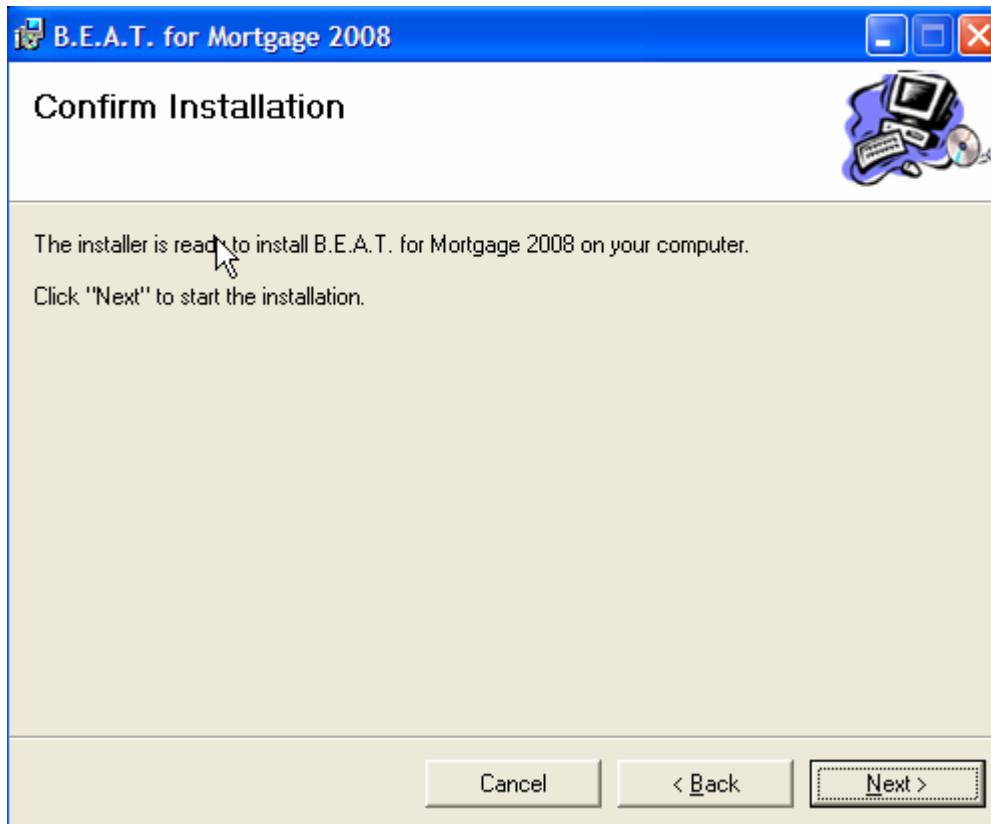 B.E.A.T. for Mortgage 2008
Confirm Installation
The installer is ready to install B.E.A.T. for Mortgage 2008 on your computer.
Click "Next" to start the installation.
Cancel
< Back
Next >